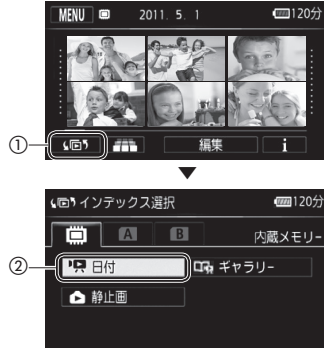 MENU 2011. 5. 1 120分
① 編集 i
インデックス選択 120分
A B 内蔵メモリー
② 日付 ギャラリー
静止画